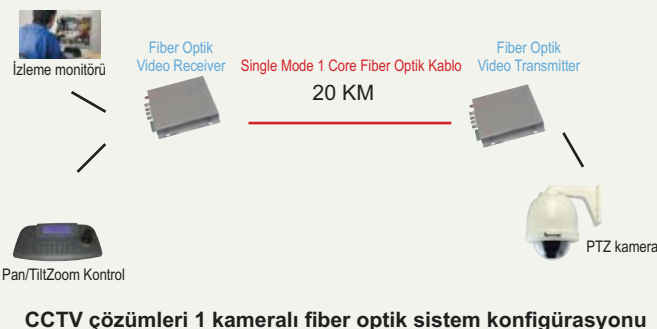 İzleme monitörü
Fiber Optik
Video Receiver
Single Mode 1 Core Fiber Optik Kablo
20 KM
Fiber Optik
Video Transmitter
PTZ kamera
Pan/TiltZoom Kontrol
CCTV çözümleri 1 kameralı fiber optik sistem konfigürasyonu